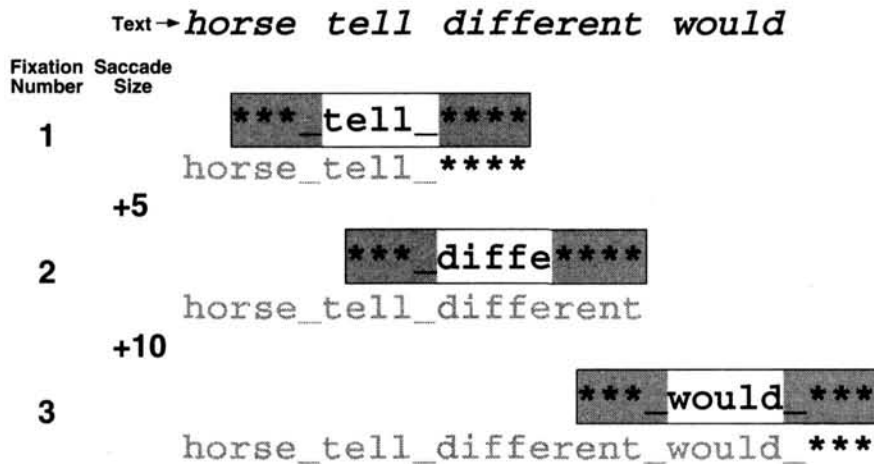 Text → horse tell different would
Fixation Saccade
Number Size
***_tell_****
1
horse_tell_****
+5
***_diffe****
2
horse_tell_different
+10
***_would_***
3
horse_tell_different_would_***